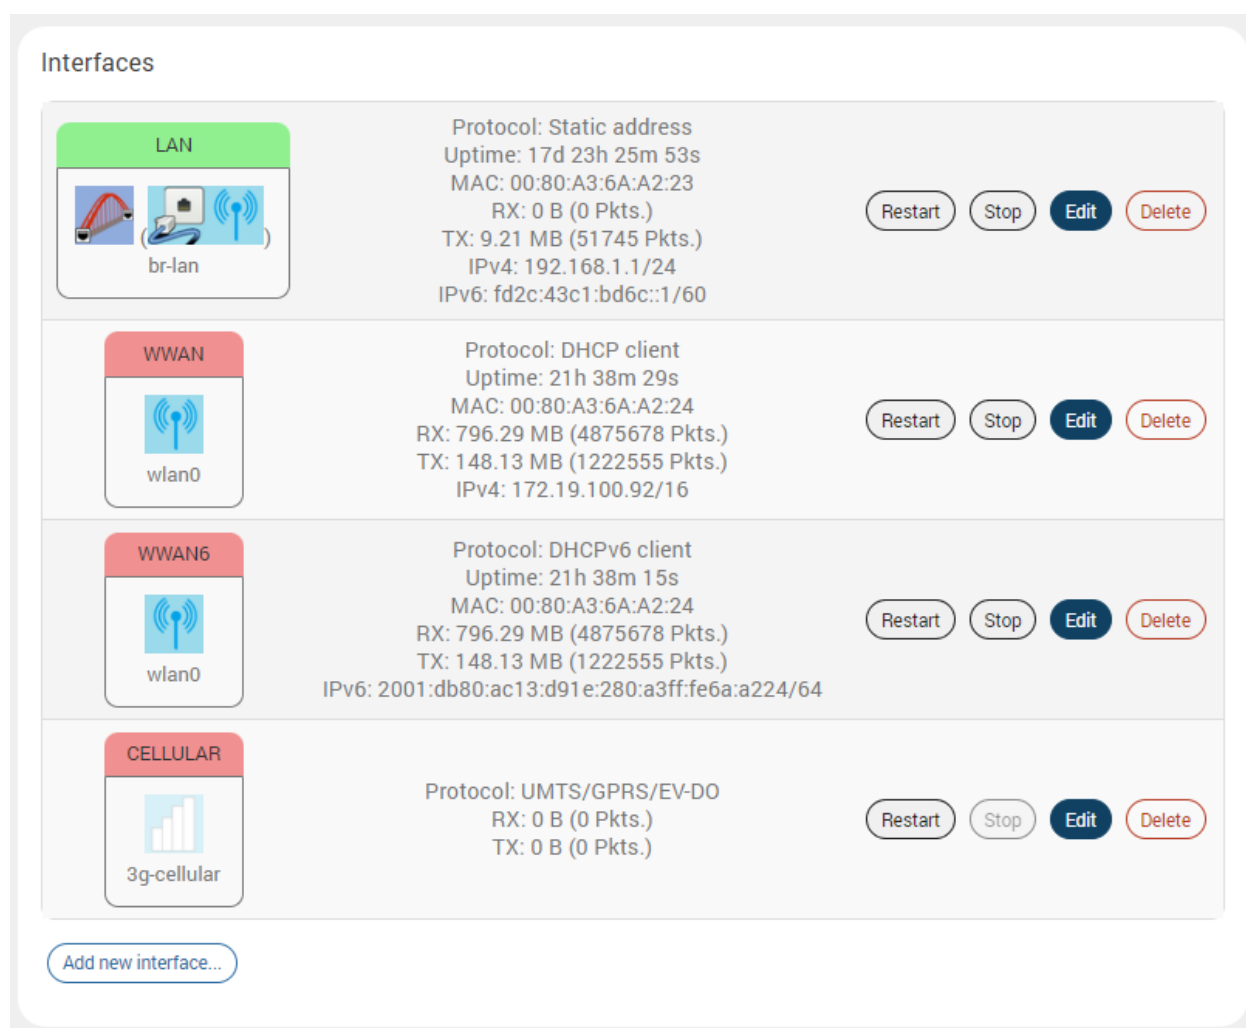 Interfaces
LAN
( )
br-lan
Protocol: Static address
Uptime: 17d 23h 25m 53s
MAC: 00:80:A3:6A:A2:23
RX: 0 B (0 Pkts.)
TX: 9.21 MB (51745 Pkts.)
IPv4: 192.168.1.1/24
IPv6: fd2c:43c1:bd6c::1/60
Restart Stop Edit Delete
WWAN
wlan0
Protocol: DHCP client
Uptime: 21h 38m 29s
MAC: 00:80:A3:6A:A2:24
RX: 796.29 MB (4875678 Pkts.)
TX: 148.13 MB (1222555 Pkts.)
IPv4: 172.19.100.92/16
Restart Stop Edit Delete
WWAN6
wlan0
Protocol: DHCPv6 client
Uptime: 21h 38m 15s
MAC: 00:80:A3:6A:A2:24
RX: 796.29 MB (4875678 Pkts.)
TX: 148.13 MB (1222555 Pkts.)
IPv6: 2001:db80:ac13:d91e:280:a3ff:fe6a:a224/64
Restart Stop Edit Delete
CELLULAR
3g-cellular
Protocol: UMTS/GPRS/EV-DO
RX: 0 B (0 Pkts.)
TX: 0 B (0 Pkts.)
Restart Stop Edit Delete
Add new interface...